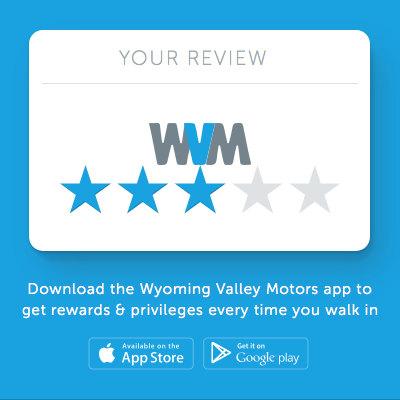 YOUR REVIEW
WVM
Download the Wyoming Valley Motors app to
get rewards & privileges every time you walk in
Available on the
App Store
Get it on
Google play